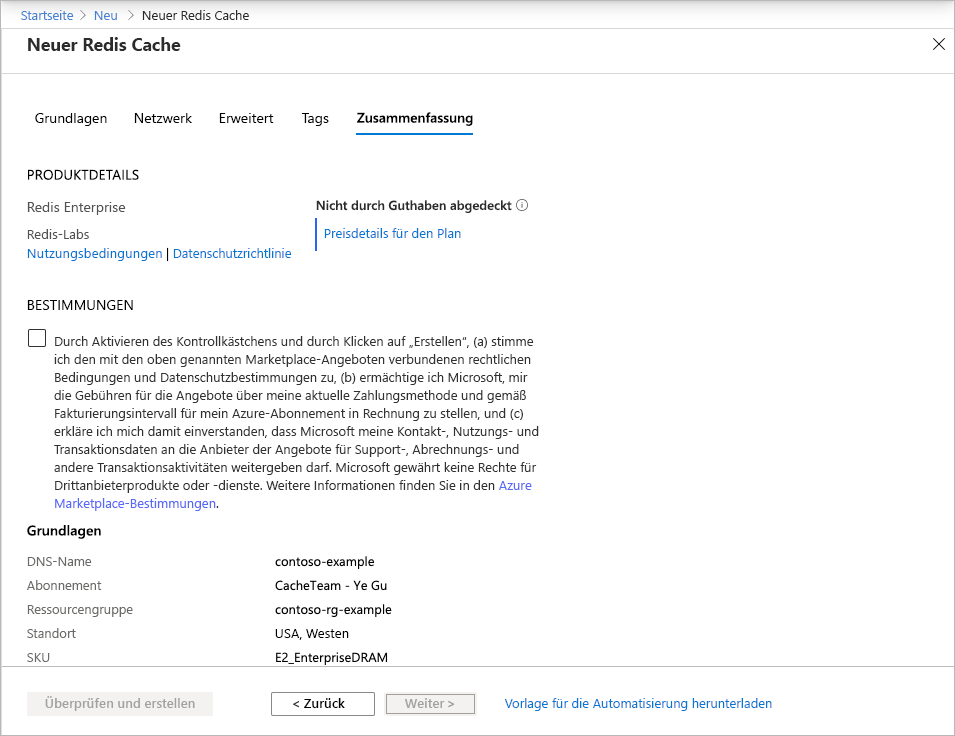 Startseite > Neu > Neuer Redis Cache
Neuer Redis Cache
Grundlagen Netzwerk Erweitert Tags Zusammenfassung
PRODUKTDETAILS
Redis Enterprise
Redis-Labs
Nutzungsbedingungen | Datenschutzrichtlinie
Nicht durch Guthaben abgedeckt
Preisdetails für den Plan
BESTIMMUNGEN
Durch Aktivieren des Kontrollkästchens und durch Klicken auf „Erstellen“, (a) stimme
ich den mit den oben genannten Marketplace-Angeboten verbundenen rechtlichen
Bedingungen und Datenschutzbestimmungen zu, (b) ermächtige ich Microsoft, mir
die Gebühren für die Angebote über meine aktuelle Zahlungsmethode und gemäß
Fakturierungsintervall für mein Azure-Abonnement in Rechnung zu stellen, und (c)
erkläre ich mich damit einverstanden, dass Microsoft meine Kontakt-, Nutzungs- und
Transaktionsdaten an die Anbieter der Angebote für Support-, Abrechnungs- und
andere Transaktionsaktivitäten weitergeben darf. Microsoft gewährt keine Rechte für
Drittanbieterprodukte oder -dienste. Weitere Informationen finden Sie in den Azure
Marketplace-Bestimmungen.
Grundlagen
DNS-Name contoso-example
Abonnement CacheTeam - Ye Gu
Ressourcengruppe contoso-rg-example
Standort USA, Westen
SKU E2_EnterpriseDRAM
Überprüfen und erstellen < Zurück Weiter > Vorlage für die Automatisierung herunterladen